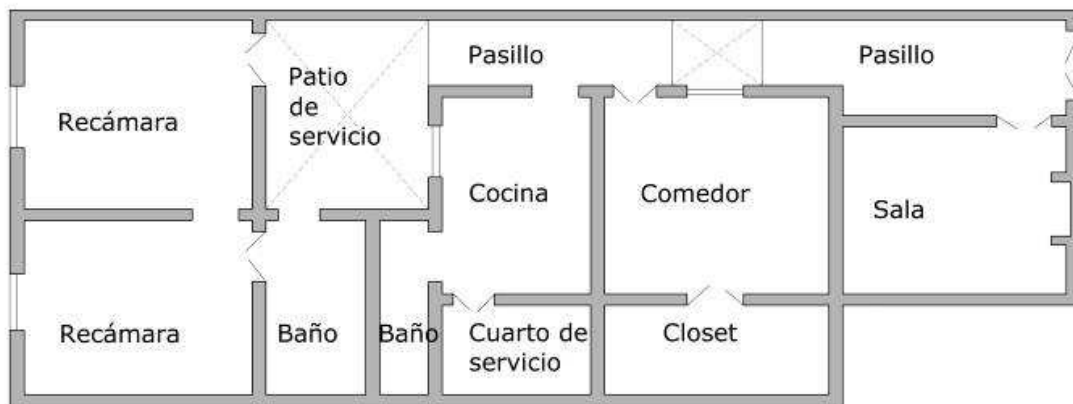 Pasillo
Pasillo
Patio
de
servicio
Recámara
Cocina
Comedor
Sala
Recámara
Baño
Baño
Cuarto de
servicio
Closet